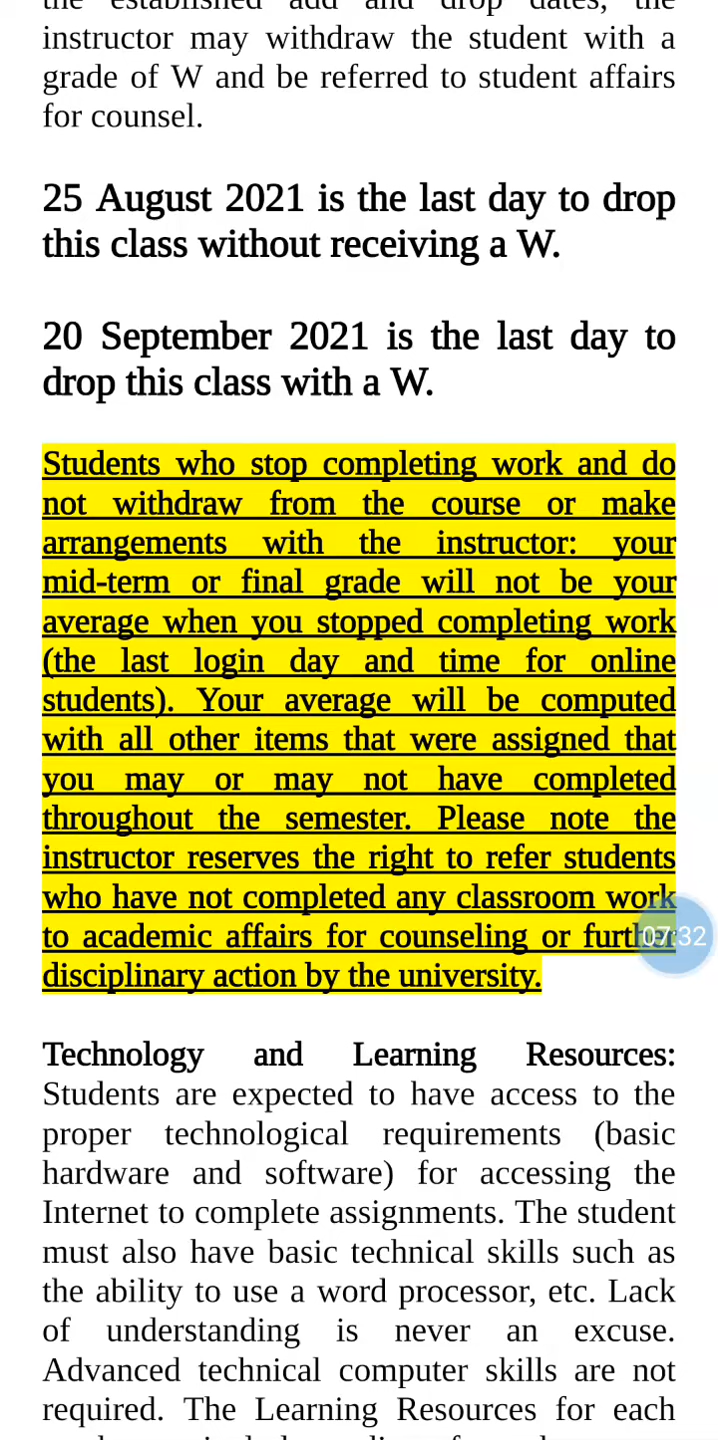 the established add and drop dates, the
instructor may withdraw the student with a
grade of W and be referred to student affairs
for counsel.
25 August 2021 is the last day to drop
this class without receiving a W.
20 September 2021 is the last day to
drop this class with a W.
Students who stop completing work and do
not withdraw from the course or make
arrangements with the instructor: your
mid-term or final grade will not be your
average when you stopped completing work
(the last login day and time for online
students). Your average will be computed
with all other items that were assigned that
you may or may not have completed
throughout the semester. Please note the
instructor reserves the right to refer students
who have not completed any classroom work
to academic affairs for counseling or further
07:32
disciplinary action by the university.
Technology and Learning Resources:
Students are expected to have access to the
proper technological requirements (basic
hardware and software) for accessing the
Internet to complete assignments. The student
must also have basic technical skills such as
the ability to use a word processor, etc. Lack
of understanding is never an excuse.
Advanced technical computer skills are not
required. The Learning Resources for each